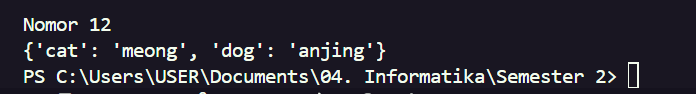 Nomor 12
{'cat': 'meong', 'dog': 'anjing'}
PS C:\Users\USER\Documents\04. Informatika\Semester 2>